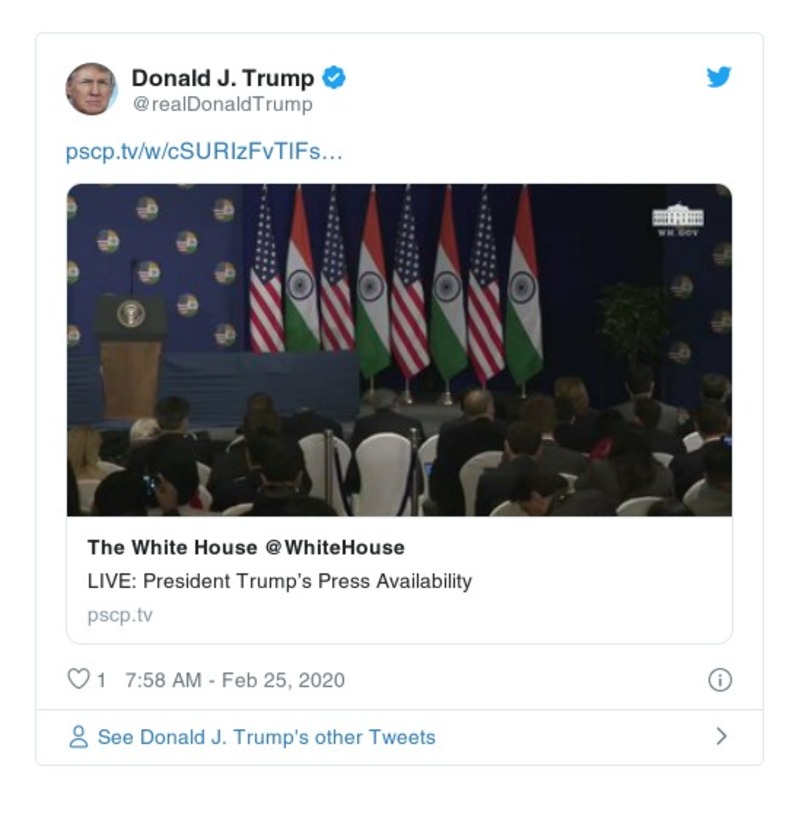 Donald J. Trump
@realDonaldTrump
pscp.tv/w/cSURIzFvTlFs…
WH.GOV
The White House @WhiteHouse
LIVE: President Trump's Press Availability
pscp.tv
1 7:58 AM - Feb 25, 2020
See Donald J. Trump's other Tweets